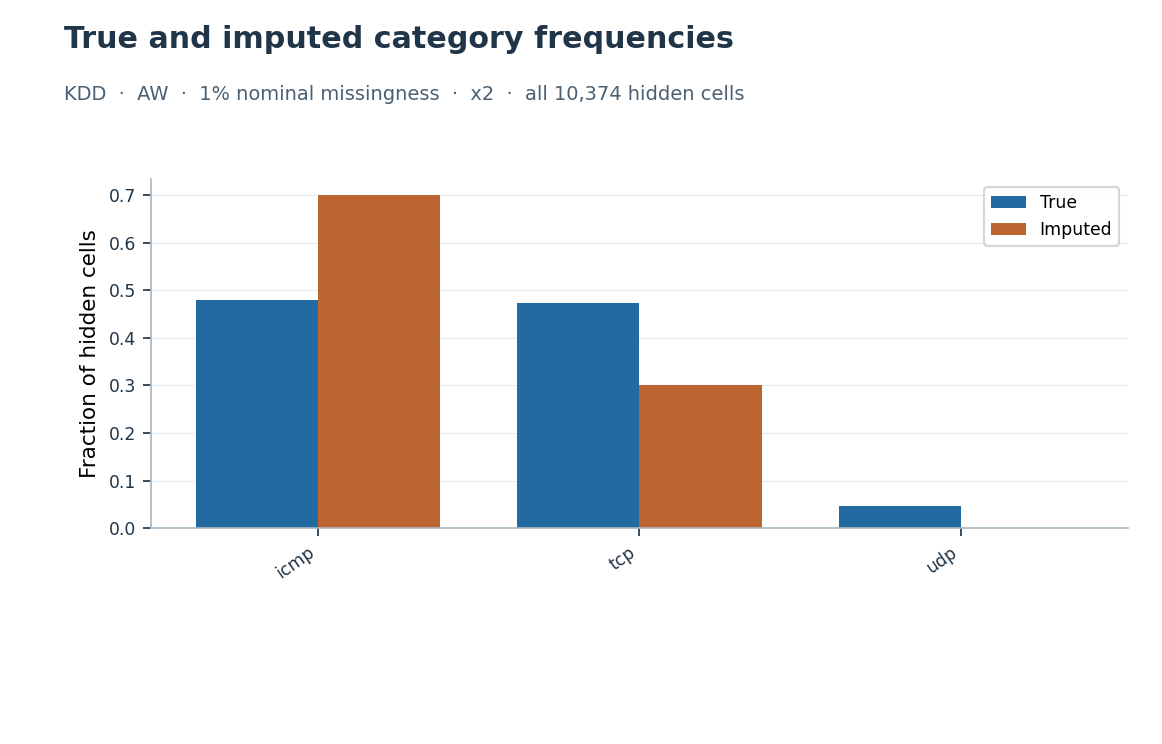 True and imputed category frequencies
KDD · AW · 1% nominal missingness · x2 · all 10,374 hidden cells
Fraction of hidden cells
0.7
0.6
0.5
0.4
0.3
0.2
0.1
0.0
True
Imputed
icmp
tcp
udp